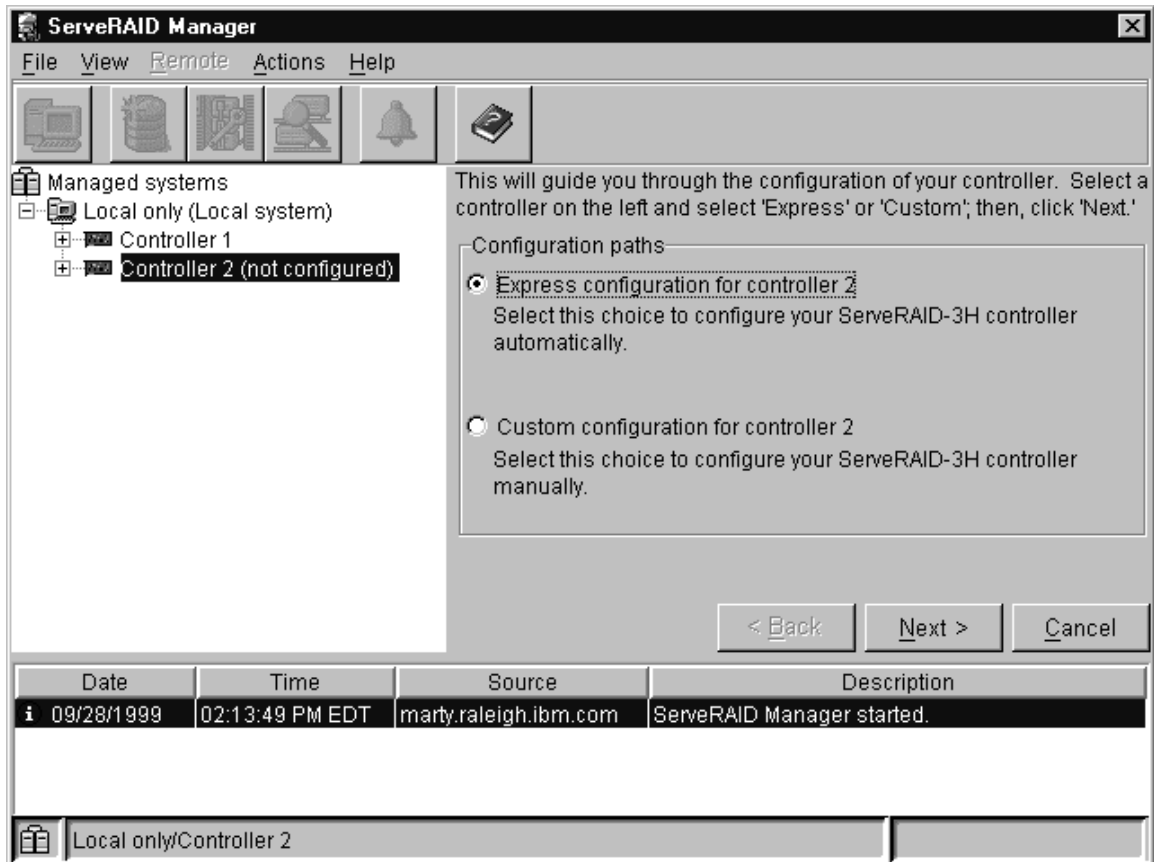 ServeRAID Manager
File View Remote Actions Help
Managed systems
Local only (Local system)
Controller 1
Controller 2 (not configured)
This will guide you through the configuration of your controller. Select a
controller on the left and select 'Express' or 'Custom'; then, click 'Next.'
Configuration paths
Express configuration for controller 2
Select this choice to configure your ServeRAID-3H controller
automatically.
Custom configuration for controller 2
Select this choice to configure your ServeRAID-3H controller
manually.
< Back Next > Cancel
Date Time Source Description
09/28/1999 02:13:49 PM EDT marty.raleigh.ibm.com ServeRAID Manager started.
Local only/Controller 2